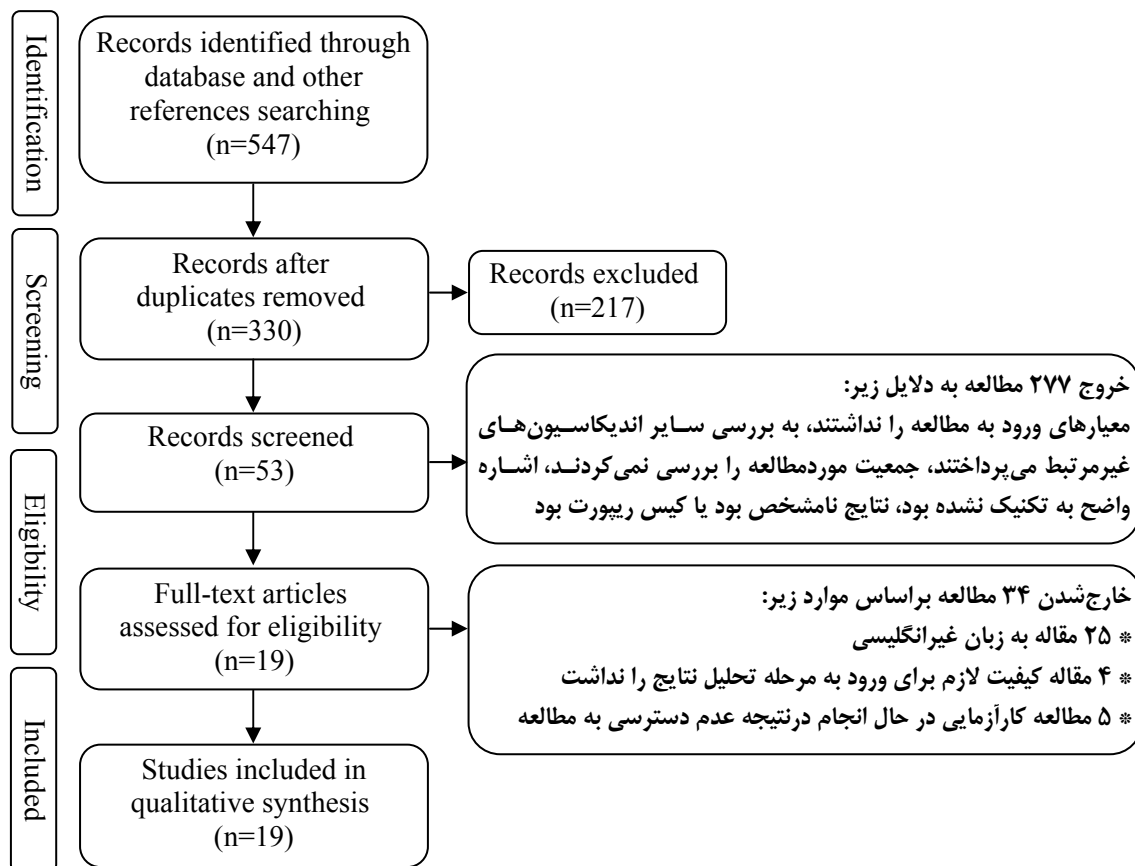 Identification
Records identified through
database and other
references searching
(n=547)
Screening
Records after
duplicates removed
(n=330)
Records excluded
(n=217)
Records screened
(n=53)
خروج ۲۷۷ مطالعه به دلایل زیر:
معیارهای ورود به مطالعه را نداشتند، به بررسی سـایر اندیکاسـیون‌هـای
غیرمرتبط می‌پرداختند، جمعیت موردمطالعه را بررسی نمی‌کردنـد، اشـاره
واضح به تکنیک نشده بود، نتایج نامشخص بود یا کیس ریپورت بود
Eligibility
Full-text articles
assessed for eligibility
(n=19)
خارج‌شدن ۳۴ مطالعه براساس موارد زیر:
* ۲۵ مقاله به زبان غیرانگلیسی
* ۴ مقاله کیفیت لازم برای ورود به مرحله تحلیل نتایج را نداشت
* ۵ مطالعه کارآزمایی در حال انجام درنتیجه عدم دسترسی به مطالعه
Included
Studies included in
qualitative synthesis
(n=19)